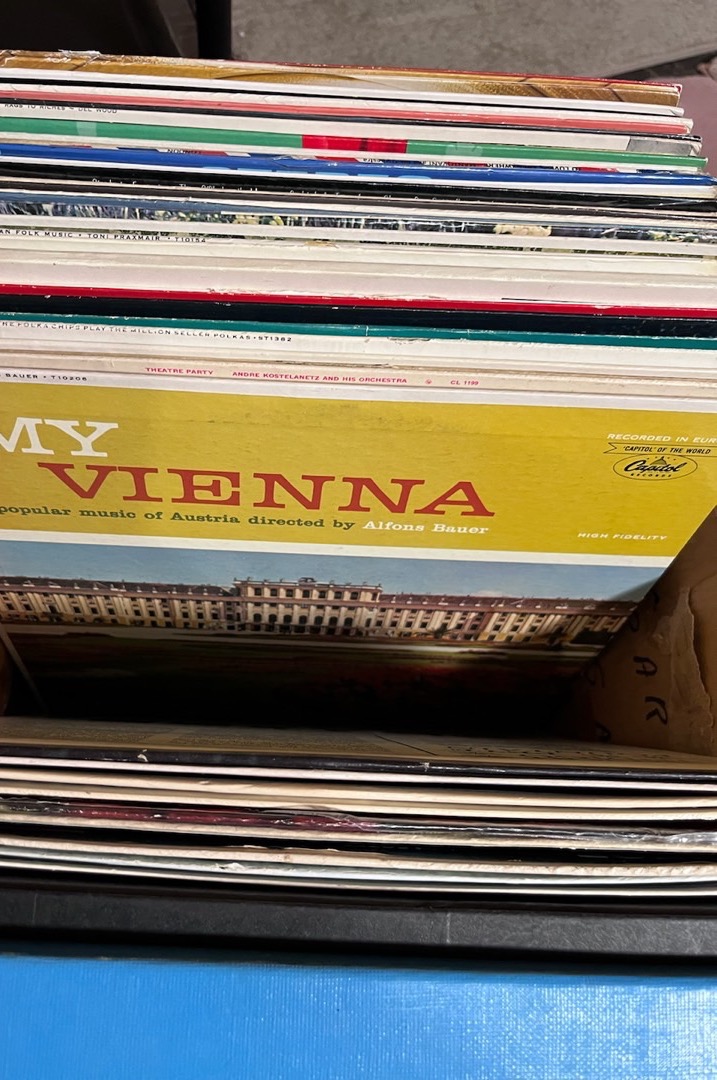 RAGS TO RICHES — DEL WOOD
AN FOLK MUSIC • TONI PRAXMAIR • T10154
THE POLKA CHIPS PLAY THE MILLION SELLER POLKAS • ST1382
BAUER • T10206
THEATRE PARTY ANDRE KOSTELANETZ AND HIS ORCHESTRA CL 1199
MY
VIENNA
popular music of Austria directed by Alfons Bauer
RECORDED IN EUR
"CAPITOL" OF THE WORLD
Capitol
RECORDS
HIGH FIDELITY